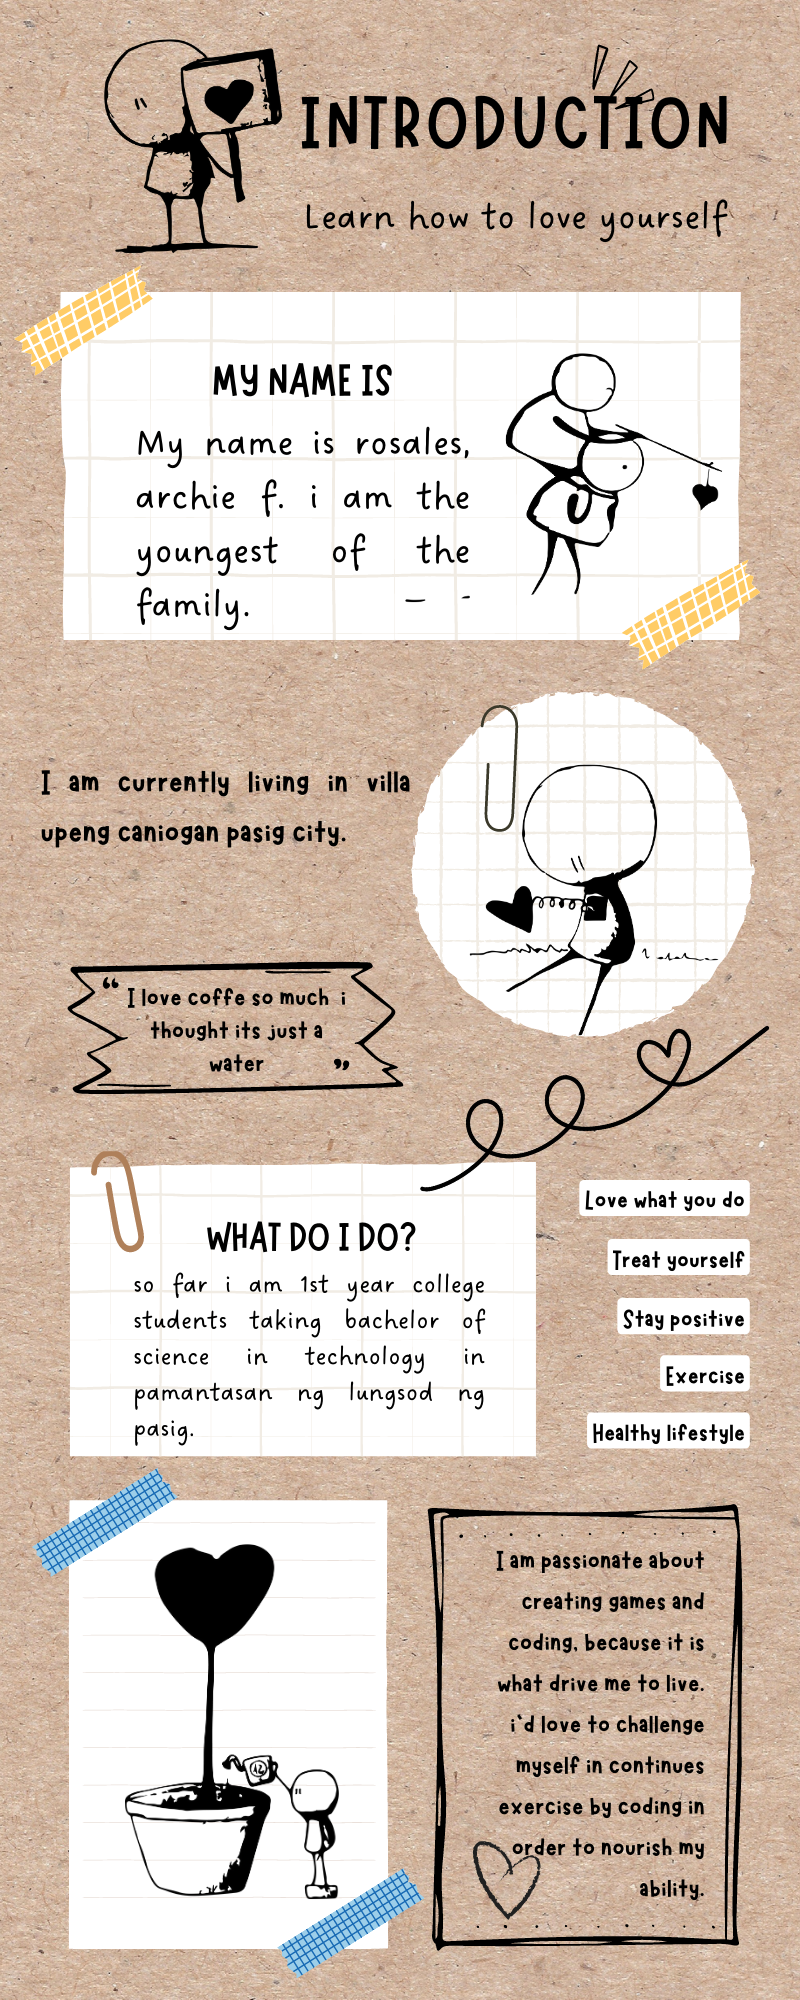 INTRODUCTION
Learn how to love yourself
MY NAME IS
My name is rosales,
archie f. i am the
youngest of the
family.
I am currently living in villa
upeng caniogan pasig city.
“ I love coffe so much i
thought its just a
water ”
WHAT DO I DO?
so far i am 1st year college
students taking bachelor of
science in technology in
pamantasan ng lungsod ng
pasig.
Love what you do
Treat yourself
Stay positive
Exercise
Healthy lifestyle
I am passionate about
creating games and
coding, because it is
what drive me to live.
i'd love to challenge
myself in continues
exercise by coding in
order to nourish my
ability.